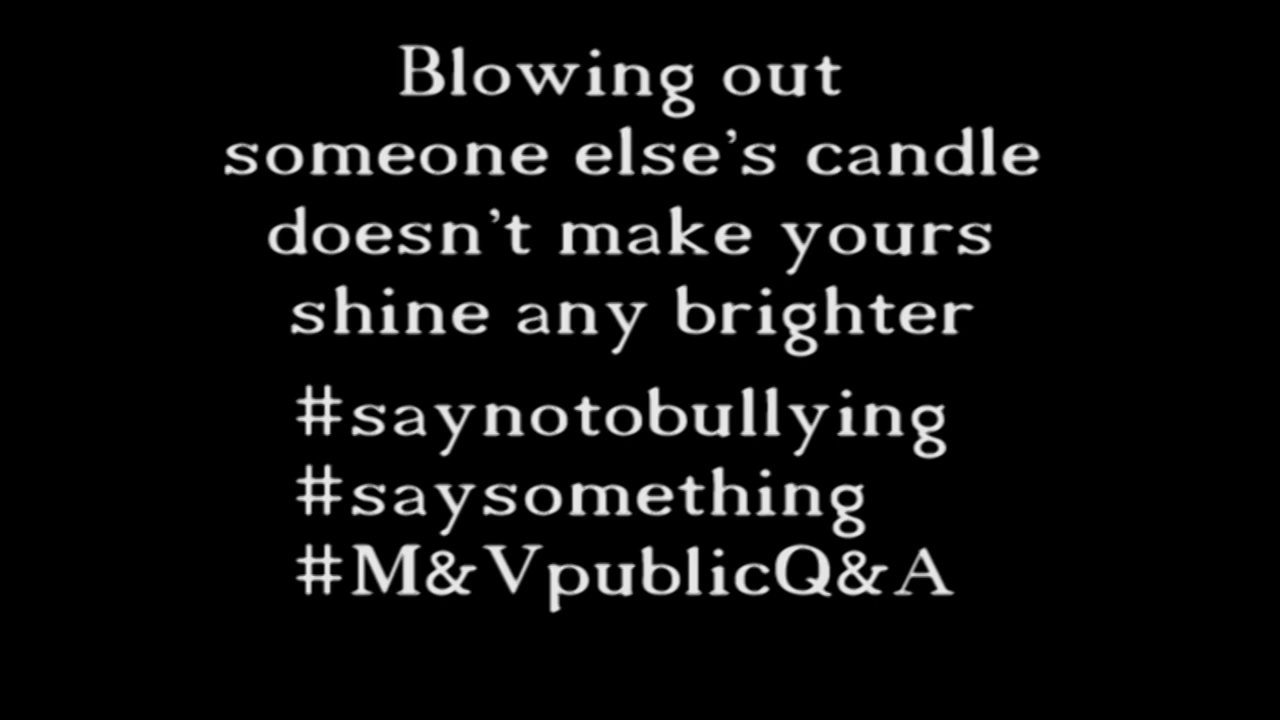 Blowing out
someone else’s candle
doesn’t make yours
shine any brighter
#saynotobullying
#saysomething
#M&VpublicQ&A